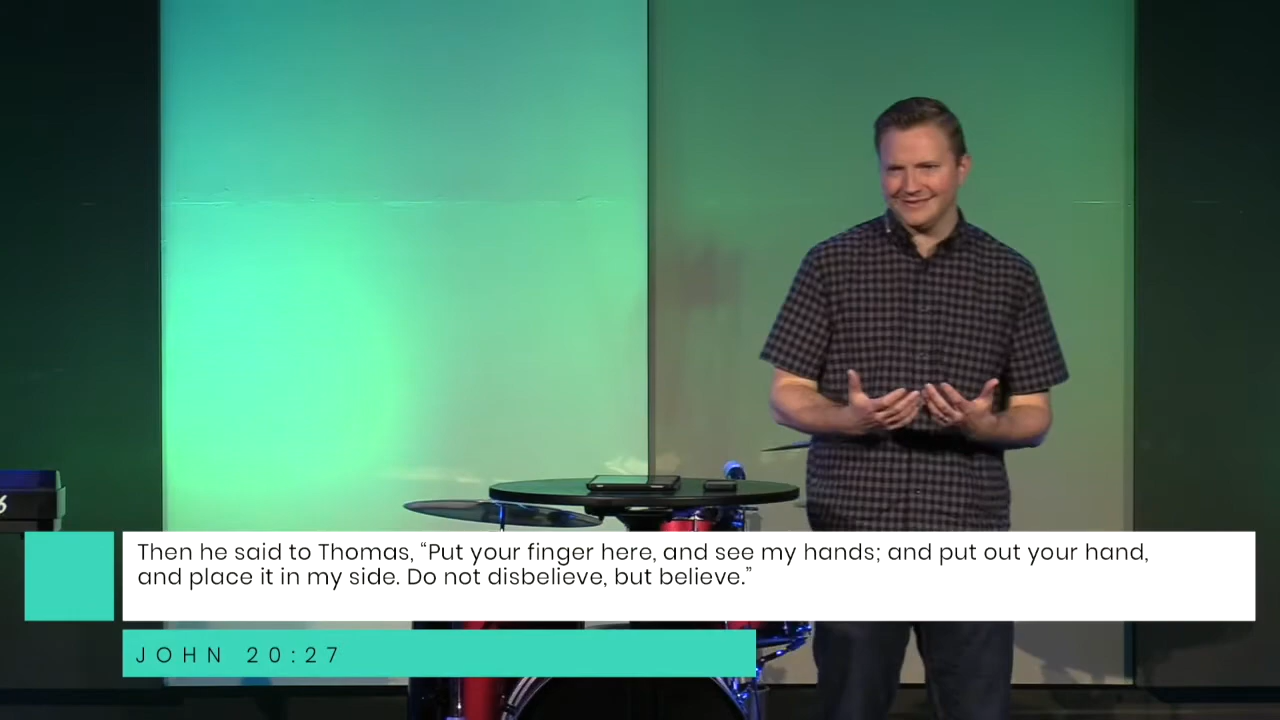 Then he said to Thomas, “Put your finger here, and see my hands; and put out your hand,
and place it in my side. Do not disbelieve, but believe.”
JOHN 20:27